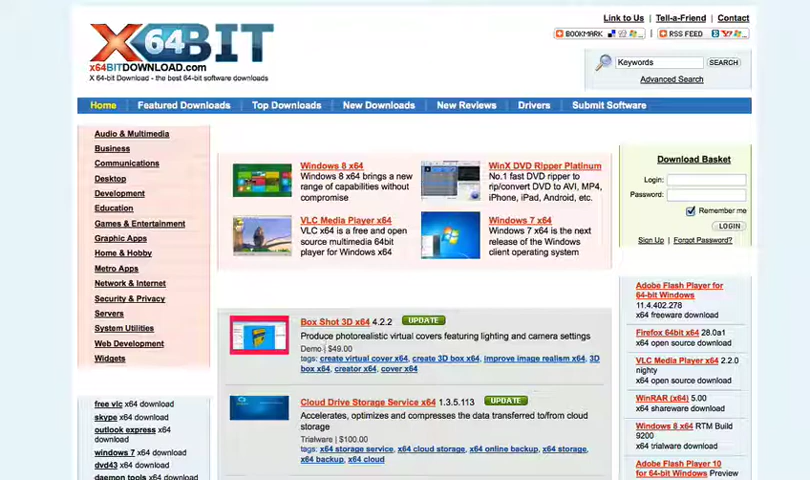 Link to Us | Tell-a-Friend | Contact
BOOKMARK | RSS FEED
X64BIT
x64BITDOWNLOAD.com
X 64-bit Download - the best 64-bit software downloads
Keywords SEARCH
Advanced Search
Home Featured Downloads Top Downloads New Downloads New Reviews Drivers Submit Software
Audio & Multimedia
Business
Communications
Desktop
Development
Education
Games & Entertainment
Graphic Apps
Home & Hobby
Metro Apps
Network & Internet
Security & Privacy
Servers
System Utilities
Web Development
Widgets
free vlc x64 download
skype x64 download
outlook express x64
download
windows 7 x64 download
dvd43 x64 download
daemon tools x64 download
Windows 8 x64
Windows 8 x64 brings a new
range of capabilities without
compromise
WinX DVD Ripper Platinum
No.1 fast DVD ripper to
rip/convert DVD to AVI, MP4,
iPhone, iPad, Android, etc.
VLC Media Player x64
VLC x64 is a free and open
source multimedia 64bit
player for Windows x64
Windows 7 x64
Windows 7 x64 is the next
release of the Windows
client operating system
Box Shot 3D x64 4.2.2 UPDATE
Produce photorealistic virtual covers featuring lighting and camera settings
Demo | $49.00
tags: create virtual cover x64, create 3D box x64, improve image realism x64, 3D
box x64, creator x64, cover x64
Cloud Drive Storage Service x64 1.3.5.113 UPDATE
Accelerates, optimizes and compresses the data transferred to/from cloud
storage
Trialware | $100.00
tags: x64 storage service, x64 cloud storage, x64 online backup, x64 storage,
x64 backup, x64 cloud
Download Basket
Login:
Password:
Remember me
LOGIN
Sign Up | Forgot Password?
Adobe Flash Player for
64-bit Windows
11.4.402.278
x64 freeware download
Firefox 64bit x64 28.0a1
x64 open source download
VLC Media Player x64 2.2.0
nighty
x64 open source download
WinRAR (x64) 5.00
x64 shareware download
Windows 8 x64 RTM Build
9200
x64 trialware download
Adobe Flash Player 10
for 64-bit Windows Preview